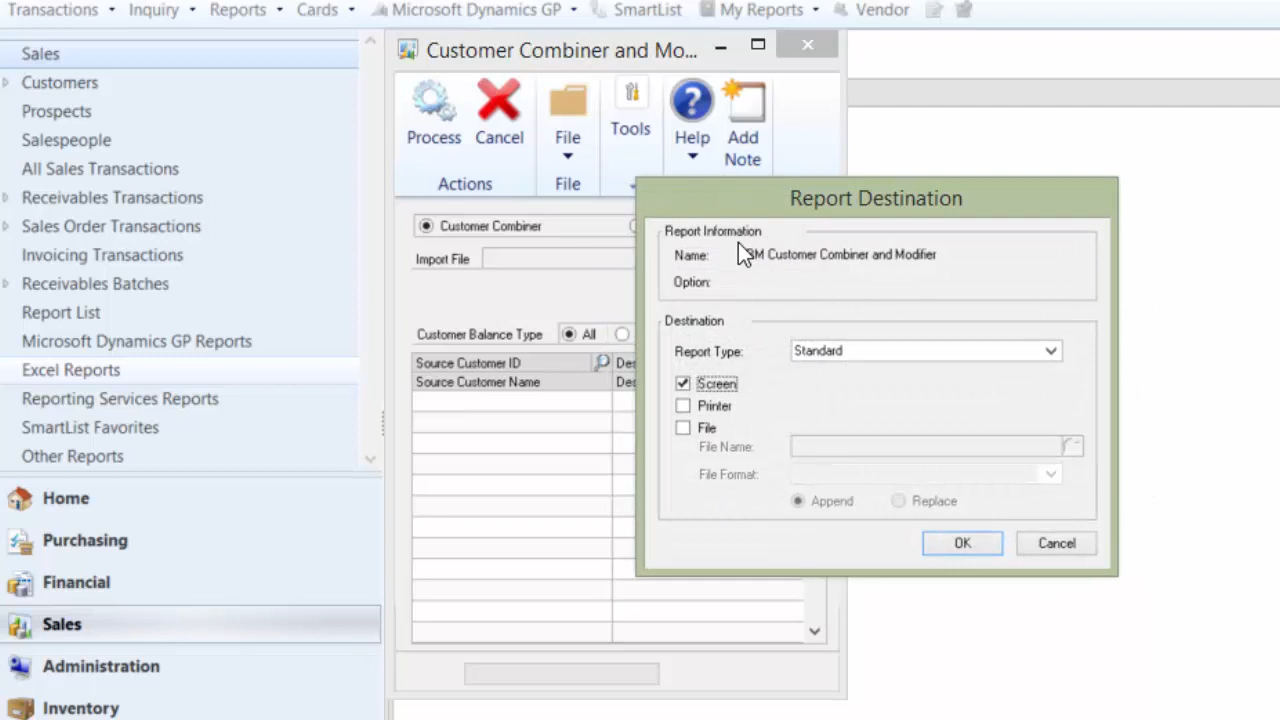 Transactions Inquiry Reports Cards Microsoft Dynamics GP SmartList My Reports Vendor
Sales
Customers
Prospects
Salespeople
All Sales Transactions
Receivables Transactions
Sales Order Transactions
Invoicing Transactions
Receivables Batches
Report List
Microsoft Dynamics GP Reports
Excel Reports
Reporting Services Reports
SmartList Favorites
Other Reports
Home
Purchasing
Financial
Sales
Administration
Inventory
Customer Combiner and Mo...
Process Cancel File Tools Help Add Note
Actions File
Customer Combiner
Import File
Customer Balance Type All
Source Customer ID
Source Customer Name
Report Destination
Report Information
Name: Customer Combiner and Modifier
Option:
Destination
Report Type: Standard
Screen
Printer
File
File Name:
File Format:
Append Replace
OK Cancel